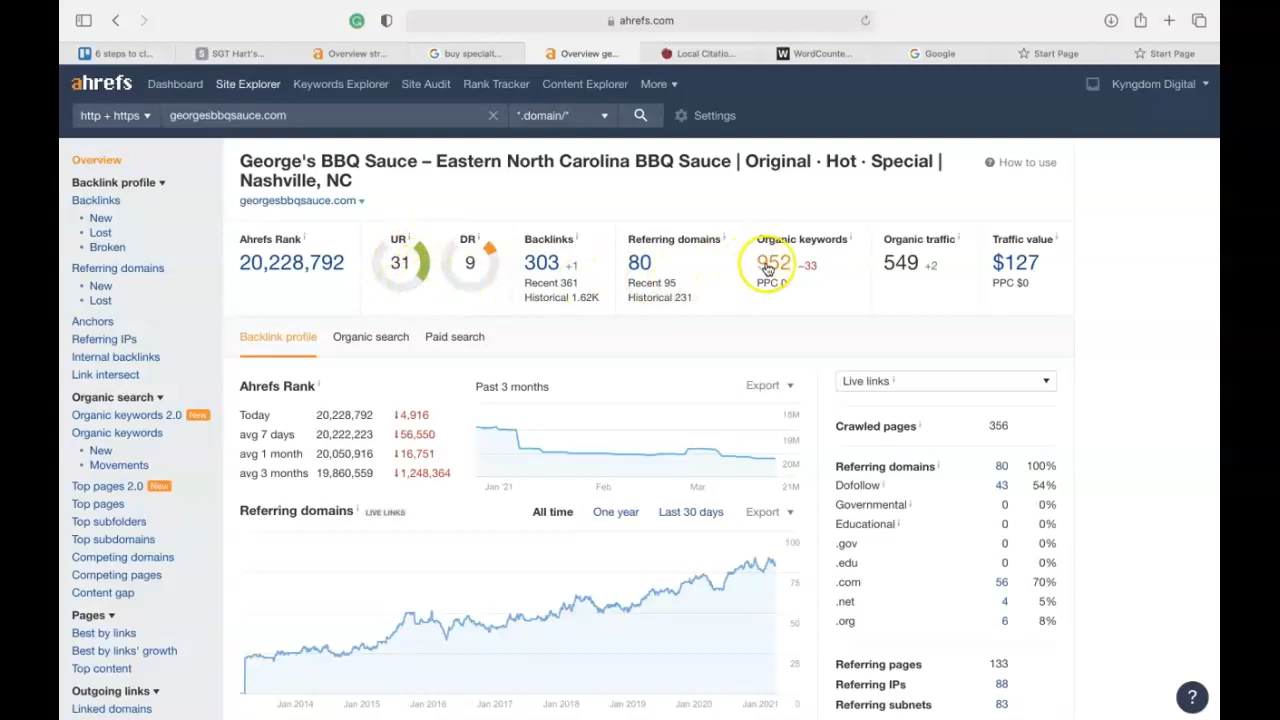 ahrefs.com
6 steps to cl...
SGT Hart's...
Overview str...
buy specialt...
Overview ge...
Local Citatio...
WordCounte...
Google
Start Page
Start Page
ahrefs
Dashboard
Site Explorer
Keywords Explorer
Site Audit
Rank Tracker
Content Explorer
More
Kyngdom Digital
http + https
georgesbbqsauce.com
*.domain/*
Settings
Overview
Backlink profile
Backlinks
• New
• Lost
• Broken
Referring domains
• New
• Lost
Anchors
Referring IPs
Internal backlinks
Link intersect
Organic search
Organic keywords 2.0 New
Organic keywords
• New
• Movements
Top pages 2.0 New
Top pages
Top subfolders
Top subdomains
Competing domains
Competing pages
Content gap
Pages
Best by links
Best by links' growth
Top content
Outgoing links
Linked domains
George's BBQ Sauce – Eastern North Carolina BBQ Sauce | Original · Hot · Special |
Nashville, NC
How to use
georgesbbqsauce.com
Ahrefs Rank
20,228,792
UR
31
DR
9
Backlinks
303 +1
Recent 361
Historical 1.62K
Referring domains
80
Recent 95
Historical 231
Organic keywords
952 –33
PPC 0
Organic traffic
549 +2
Traffic value
$127
PPC $0
Backlink profile
Organic search
Paid search
Ahrefs Rank
Today 20,228,792 ↓4,916
avg 7 days 20,222,223 ↓56,550
avg 1 month 20,050,916 ↓16,751
avg 3 months 19,860,559 ↓1,248,364
Past 3 months
Export
18M
19M
20M
21M
Jan '21
Feb
Mar
Referring domains LIVE LINKS
All time
One year
Last 30 days
Export
100
75
50
25
0
Jan 2014
Jan 2015
Jan 2016
Jan 2017
Jan 2018
Jan 2019
Jan 2020
Jan 2021
Live links
Crawled pages 356
Referring domains 80 100%
Dofollow 43 54%
Governmental 0 0%
Educational 0 0%
.gov 0 0%
.edu 0 0%
.com 56 70%
.net 4 5%
.org 6 8%
Referring pages 133
Referring IPs 88
Referring subnets 83
?